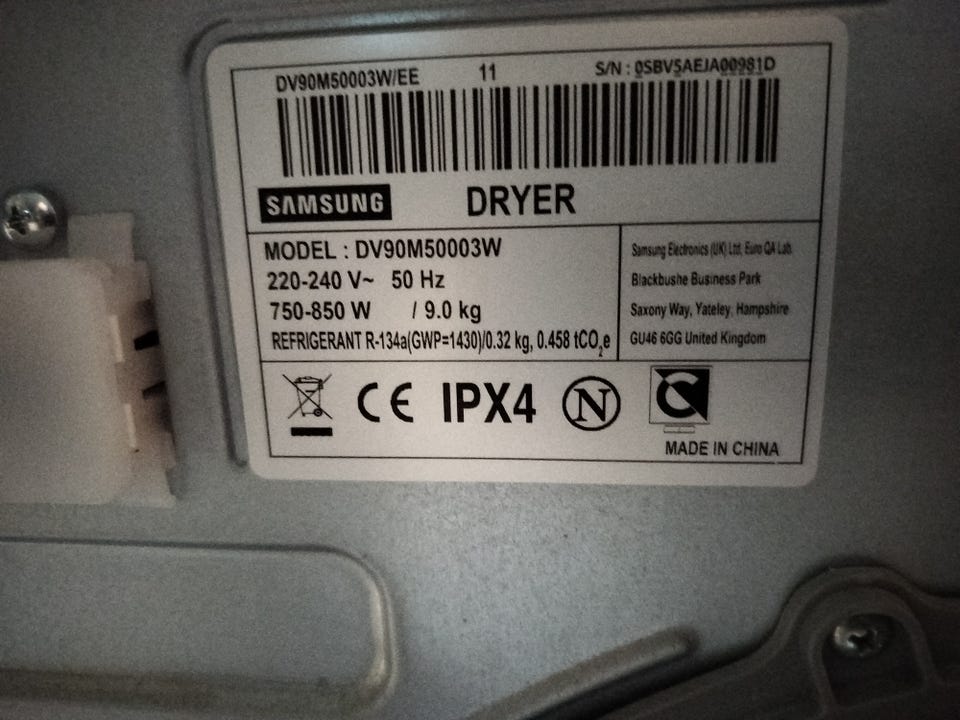 DV90M50003W/EE 11 S/N : 0SBV5AEJA00981D
SAMSUNG DRYER
MODEL : DV90M50003W
220-240 V~ 50 Hz
750-850 W / 9.0 kg
REFRIGERANT R-134a(GWP=1430)/0.32 kg, 0.458 tCO₂e
Samsung Electronics (UK) Ltd, Euro QA Lab.
Blackbushe Business Park
Saxony Way, Yateley, Hampshire
GU46 6GG United Kingdom
CE IPX4 N
MADE IN CHINA